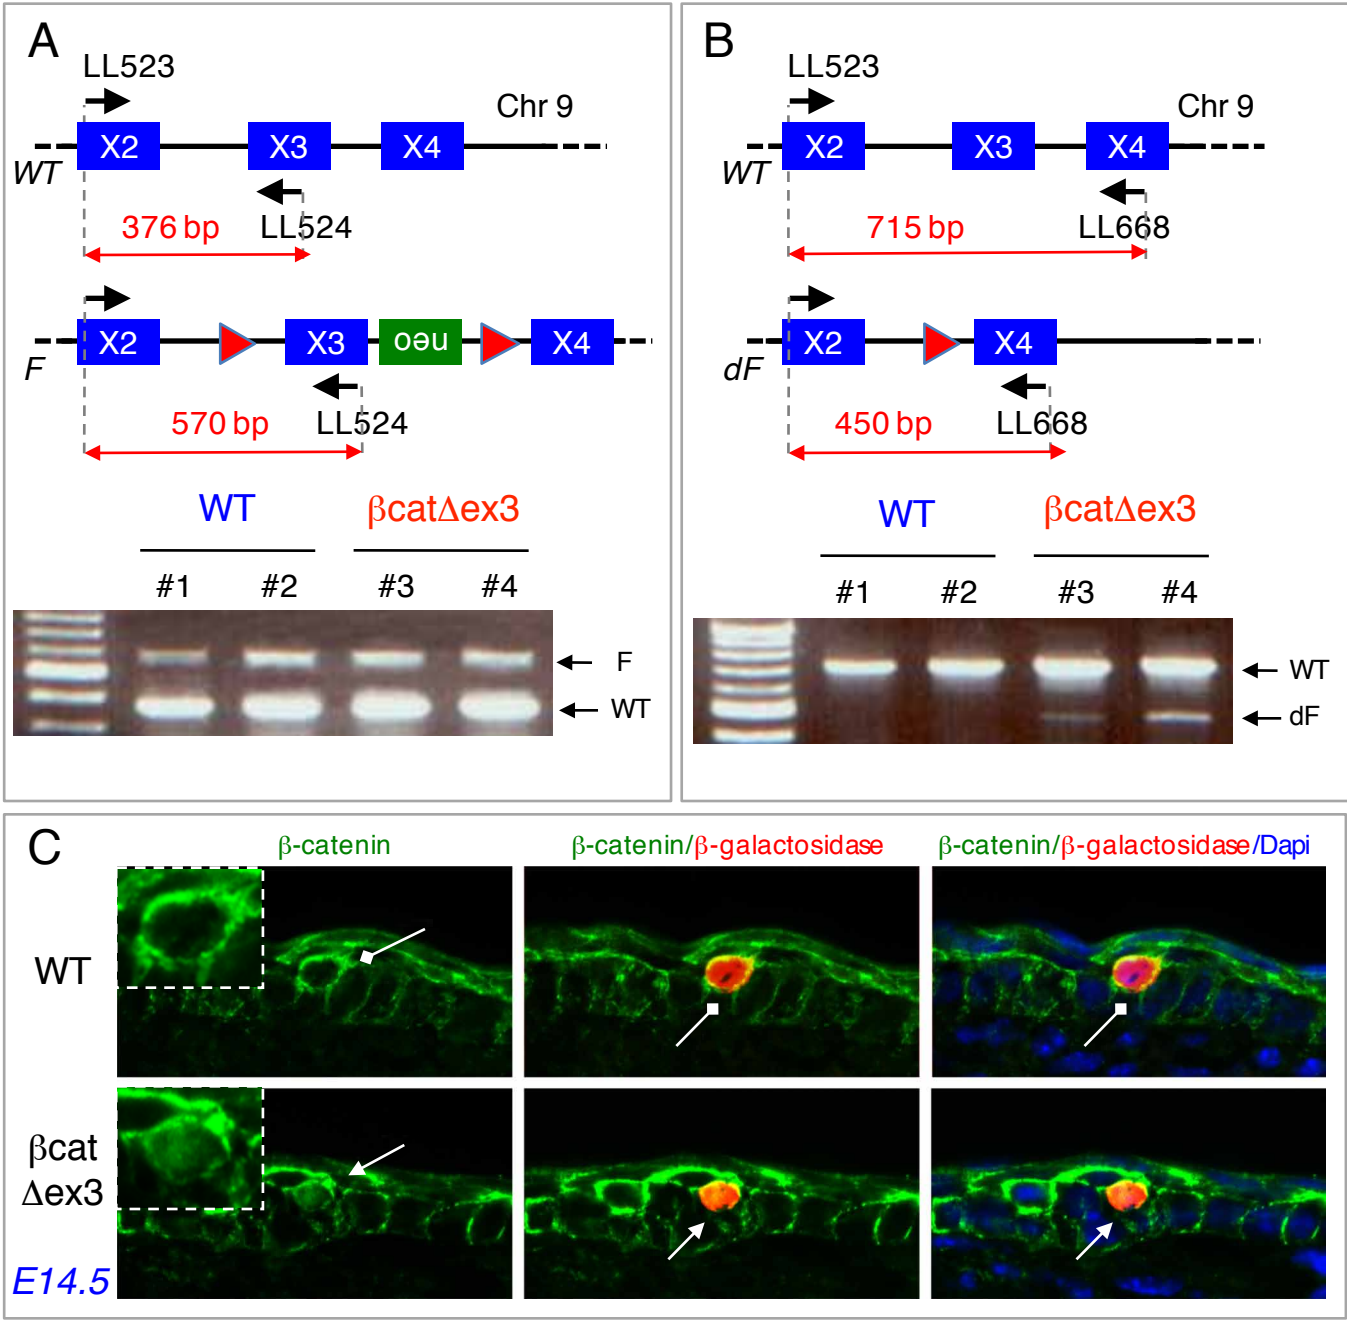 A
LL523
Chr 9
X2 X3 X4
WT
376 bp LL524
X2 X3 neo X4
F
570 bp LL524
WT βcatΔex3
#1 #2 #3 #4
F
WT
B
LL523
Chr 9
X2 X3 X4
WT
715 bp LL668
X2 X4
dF
450 bp LL668
WT βcatΔex3
#1 #2 #3 #4
WT
dF
C
β-catenin β-catenin/β-galactosidase β-catenin/β-galactosidase/Dapi
WT
βcat
Δex3
E14.5